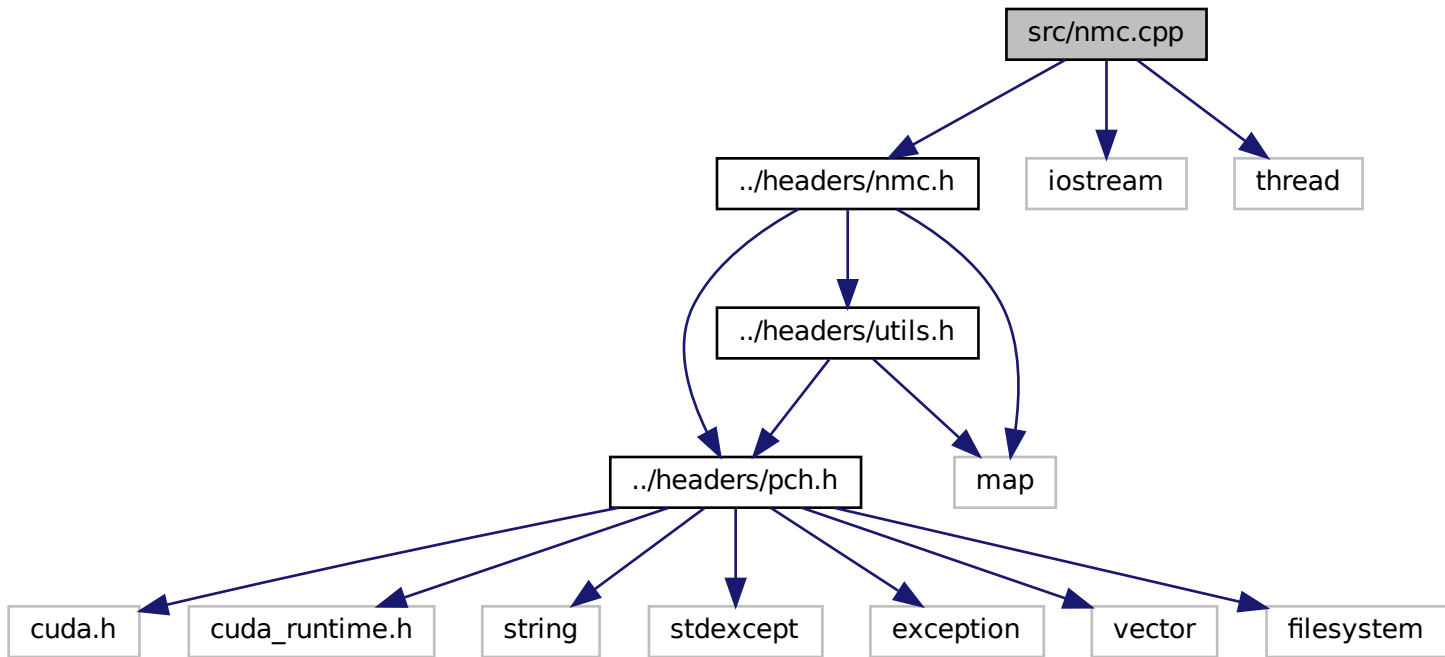 src/nmc.cpp
../headers/nmc.h
iostream
thread
../headers/utils.h
../headers/pch.h
map
cuda.h
cuda_runtime.h
string
stdexcept
exception
vector
filesystem